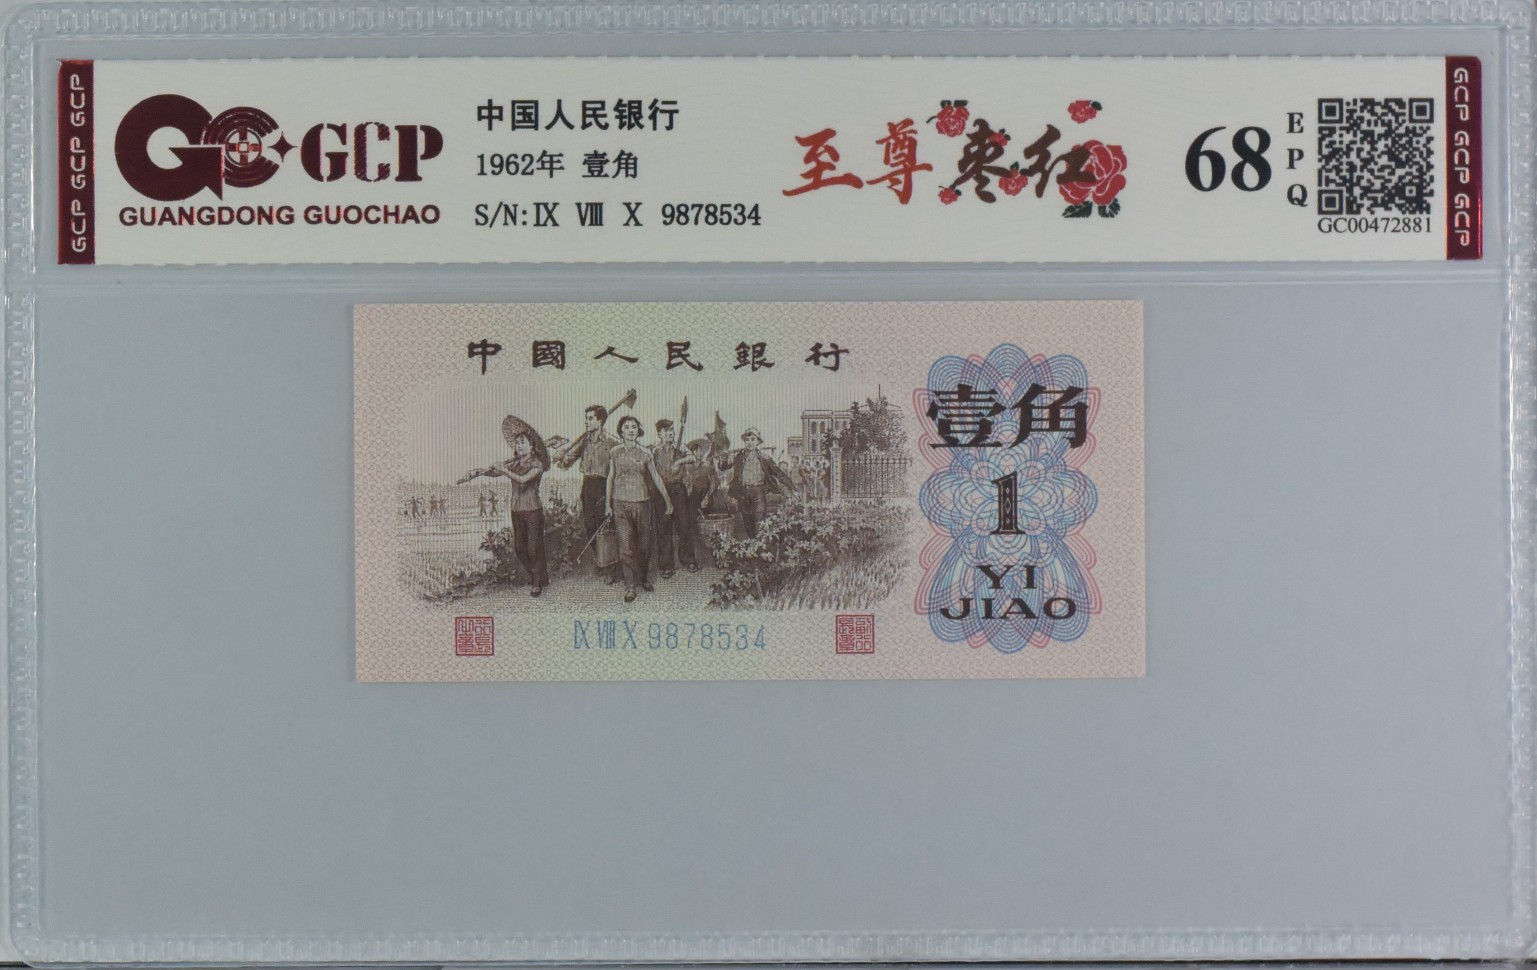 GCP GCP GCP
GCP
GUANGDONG GUOCHAO
中国人民银行
1962年 壹角
S/N:Ⅸ Ⅷ Ⅹ 9878534
至尊枣红
68
EPQ
GC00472881
GCP GCP GCP
中國人民銀行
壹角
1
YI
JIAO
Ⅸ Ⅷ Ⅹ 9878534